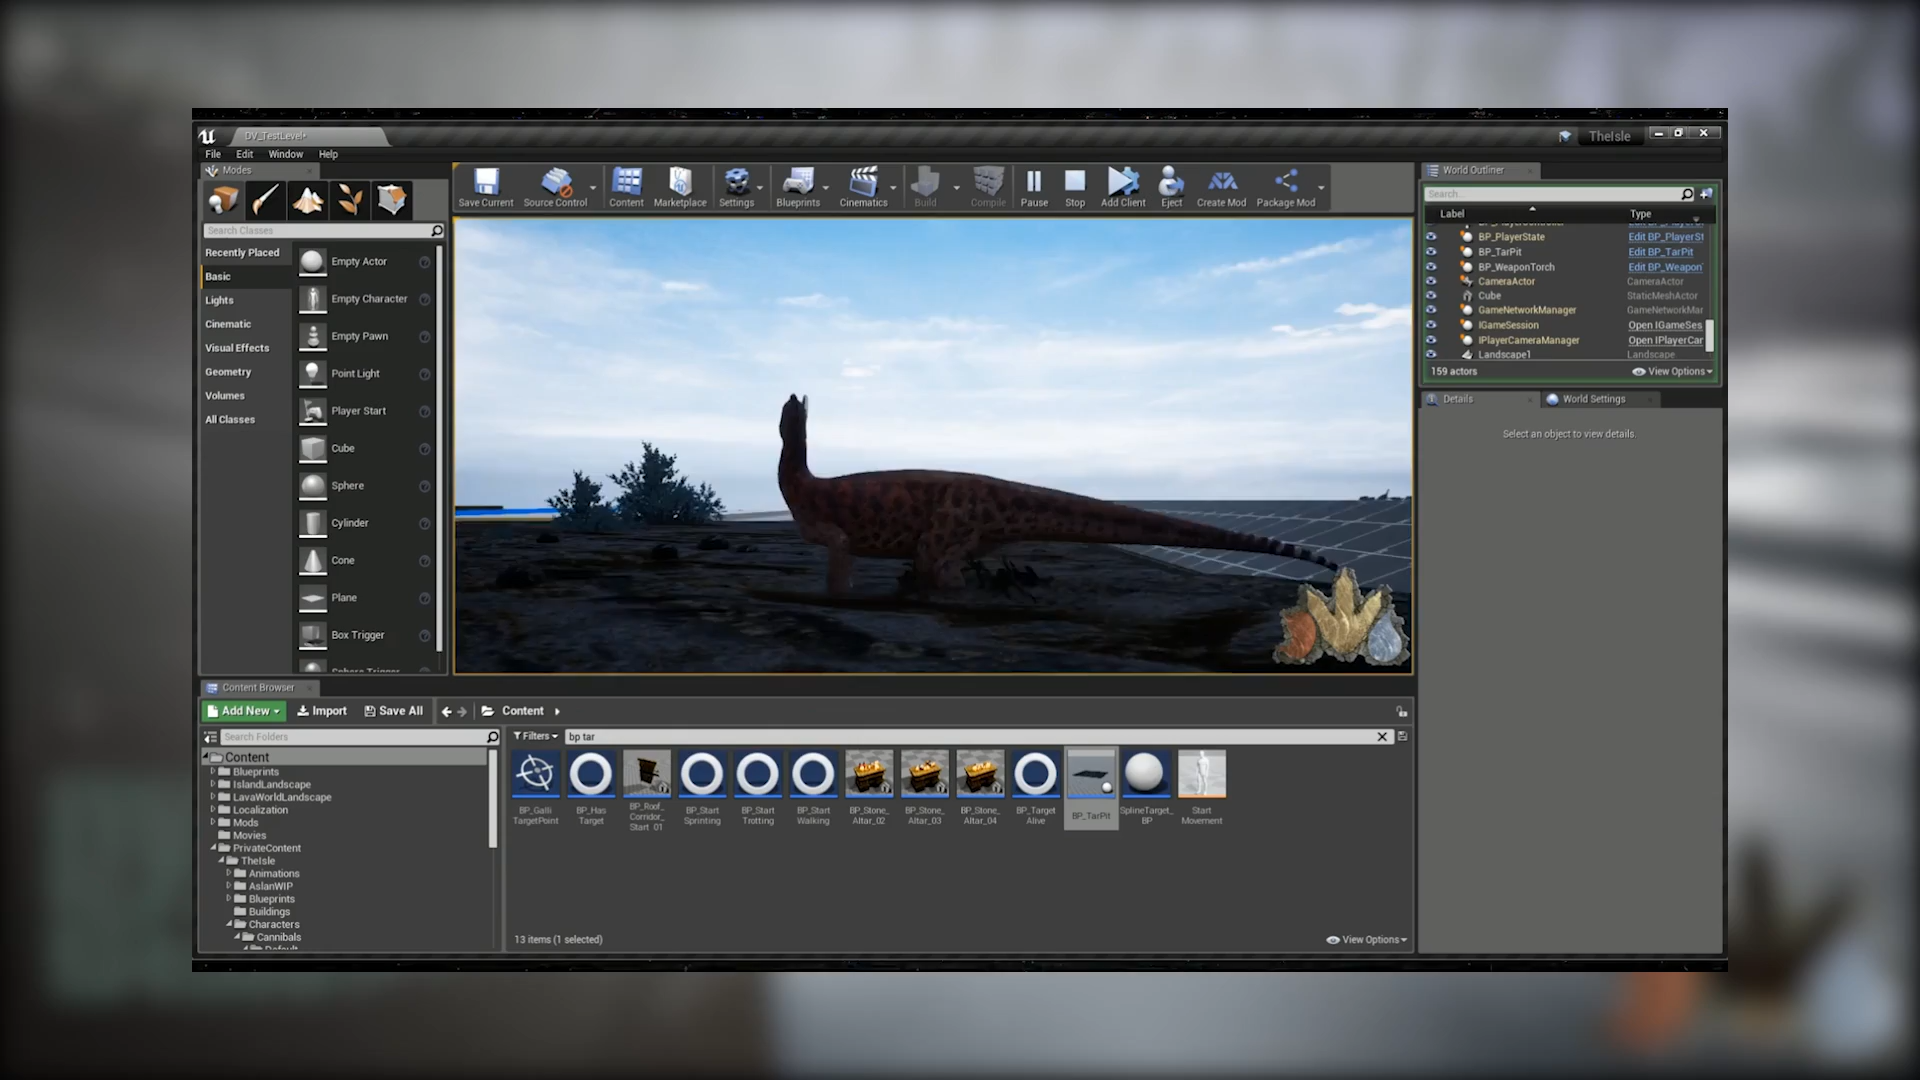 DV_TestLevel*
TheIsle
File Edit Window Help
Modes
Search Classes
Recently Placed
Basic
Lights
Cinematic
Visual Effects
Geometry
Volumes
All Classes
Empty Actor
Empty Character
Empty Pawn
Point Light
Player Start
Cube
Sphere
Cylinder
Cone
Plane
Box Trigger
Sphere Trigger
Save Current Source Control Content Marketplace Settings Blueprints Cinematics Build Compile Pause Stop Add Client Eject Create Mod Package Mod
World Outliner
Search...
Label Type
BP_PlayerState Edit BP_PlayerSt
BP_TarPit Edit BP_TarPit
BP_WeaponTorch Edit BP_Weapon
CameraActor CameraActor
Cube StaticMeshActor
GameNetworkManager GameNetworkMar
IGameSession Open IGameSes
IPlayerCameraManager Open IPlayerCar
Landscape1 Landscape
159 actors View Options
Details World Settings
Select an object to view details.
Content Browser
Add New Import Save All Content
Search Folders
Filters bp tar
Content
Blueprints
IslandLandscape
LavaWorldLandscape
Localization
Mods
Movies
PrivateContent
TheIsle
Animations
AslanWIP
Blueprints
Buildings
Characters
Cannibals
Default
BP_Galli
TargetPoint
BP_Has
Target
BP_Roof_
Corridor_
Start_01
BP_Start
Sprinting
BP_Start
Trotting
BP_Start
Walking
BP_Stone_
Altar_02
BP_Stone_
Altar_03
BP_Stone_
Altar_04
BP_Target
Alive
BP_TarPit
SplineTarget_
BP
Start
Movement
13 items (1 selected) View Options